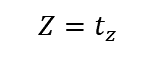 Z = t_z